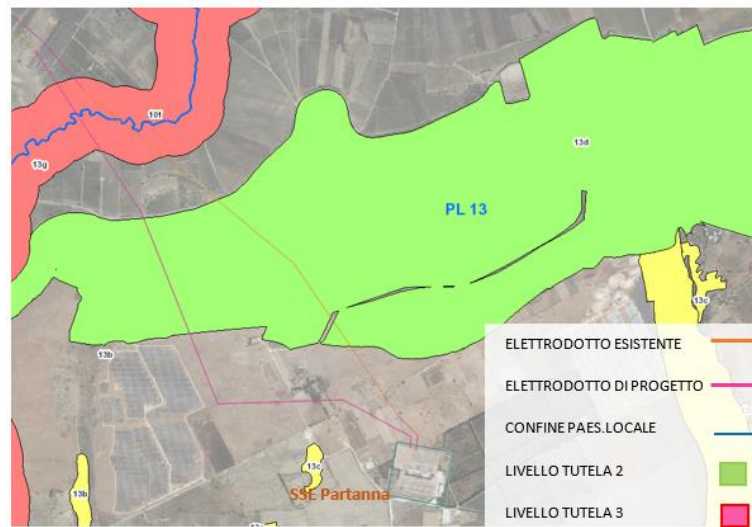 10f
13g
13d
PL 13
13c
13b
ELETTRODOTTO ESISTENTE
ELETTRODOTTO DI PROGETTO
CONFINE PAES.LOCALE
LIVELLO TUTELA 2
LIVELLO TUTELA 3
13c
13b
SSE Partanna